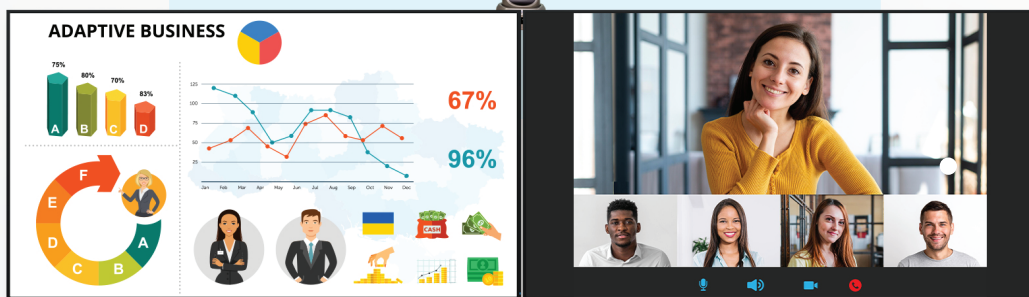 ADAPTIVE BUSINESS
75%
80%
70%
83%
A B C D
125
100
75
50
25
Jan Feb Mar Apr May Jun Jul Aug Sep Oct Nov Dec
67%
96%
F
E
D
C
B
A
CASH